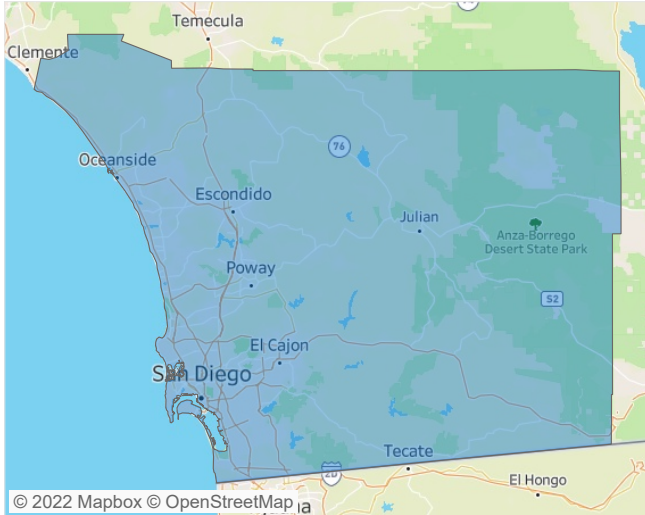 Temecula
Clemente
76
Oceanside
Escondido
Julian
Anza-Borrego
Desert State Park
Poway
S2
El Cajon
San Diego
Tecate
El Hongo
© 2022 Mapbox © OpenStreetMap